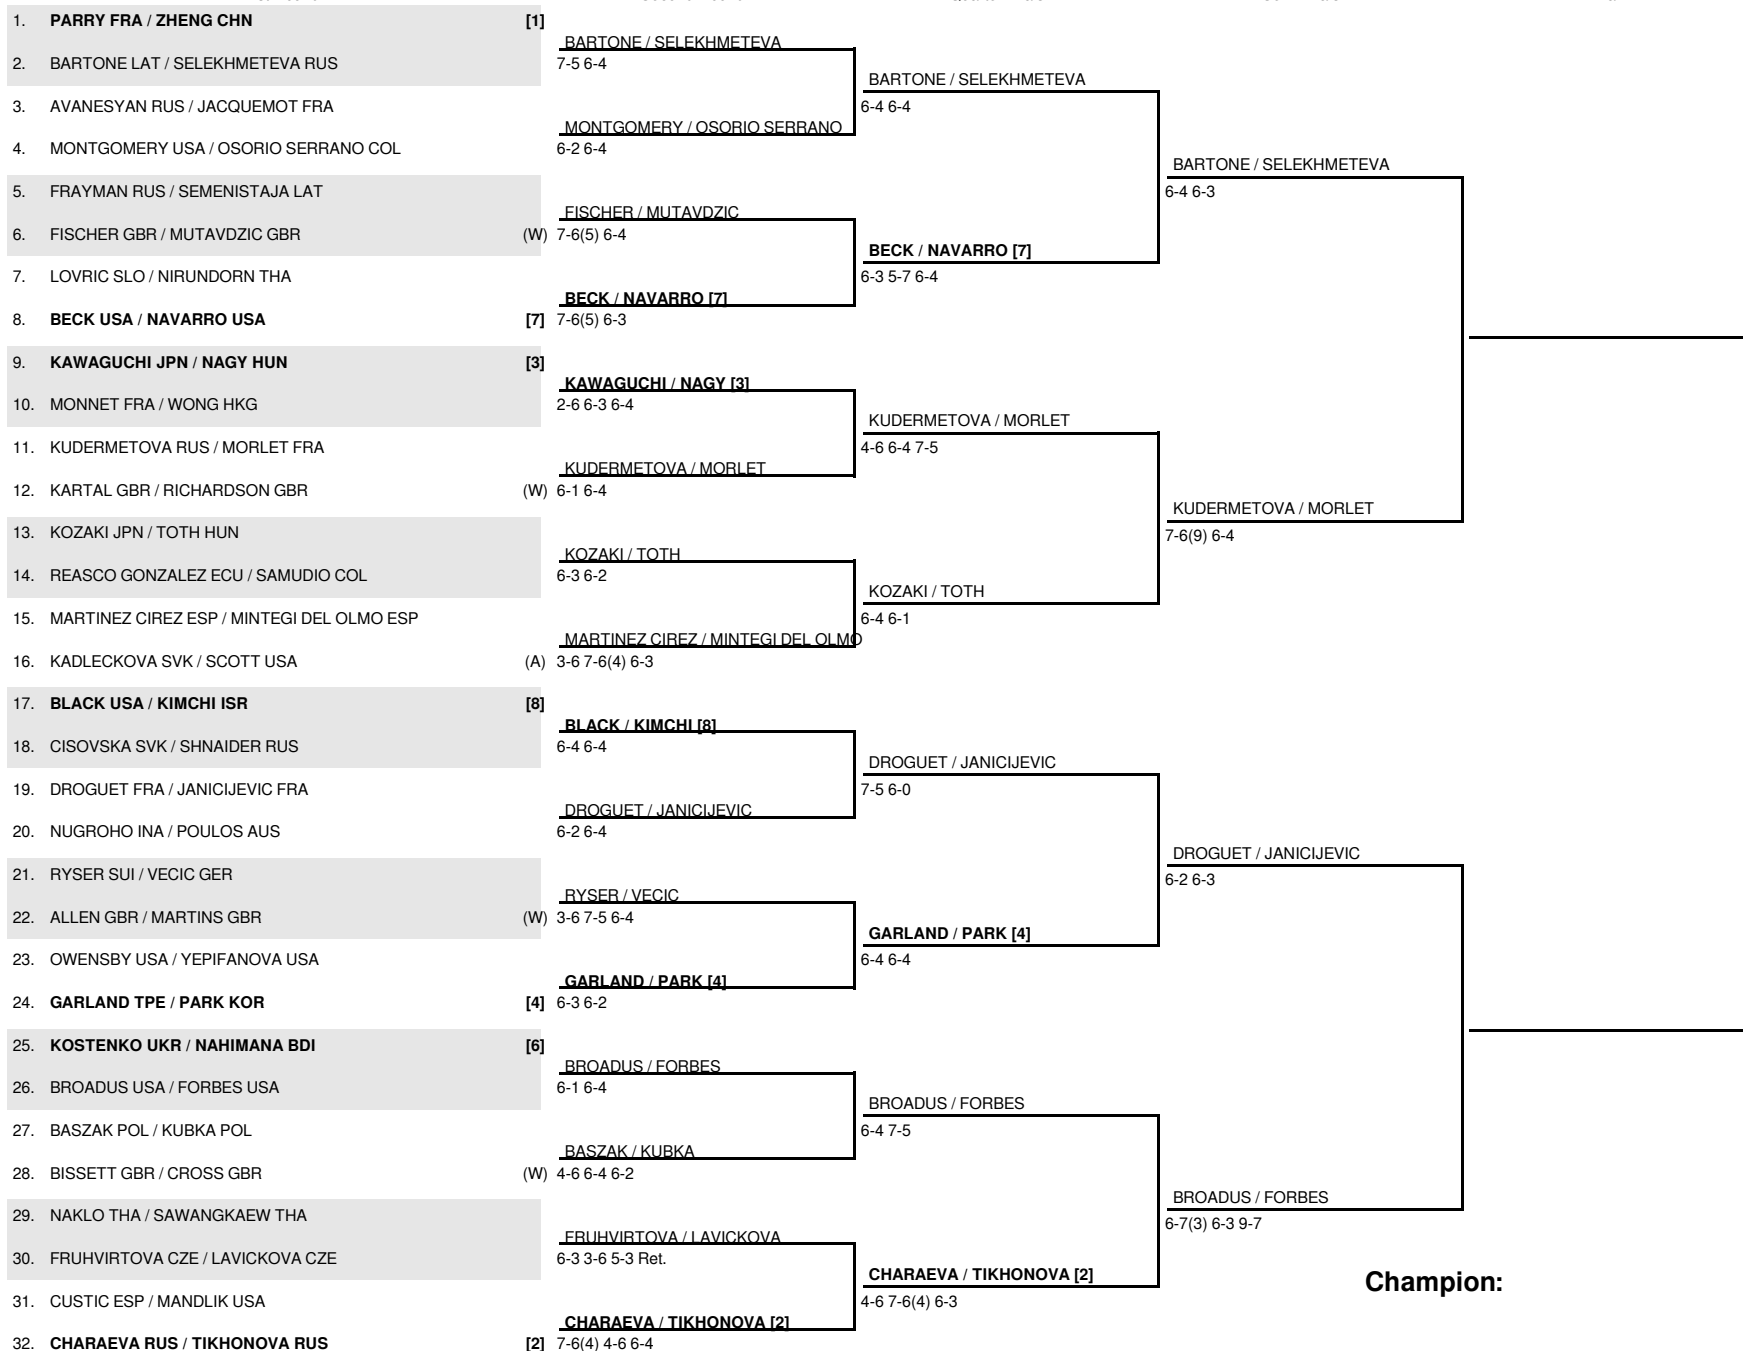 1. PARRY FRA / ZHENG CHN [1]
2. BARTONE LAT / SELEKHMETEVA RUS
3. AVANESYAN RUS / JACQUEMOT FRA
4. MONTGOMERY USA / OSORIO SERRANO COL
5. FRAYMAN RUS / SEMENISTAJA LAT
6. FISCHER GBR / MUTAVDZIC GBR (W)
7. LOVRIC SLO / NIRUNDORN THA
8. BECK USA / NAVARRO USA [7]
9. KAWAGUCHI JPN / NAGY HUN [3]
10. MONNET FRA / WONG HKG
11. KUDERMETOVA RUS / MORLET FRA
12. KARTAL GBR / RICHARDSON GBR (W)
13. KOZAKI JPN / TOTH HUN
14. REASCO GONZALEZ ECU / SAMUDIO COL
15. MARTINEZ CIREZ ESP / MINTEGI DEL OLMO ESP
16. KADLECKOVA SVK / SCOTT USA (A)
17. BLACK USA / KIMCHI ISR [8]
18. CISOVSKA SVK / SHNAIDER RUS
19. DROGUET FRA / JANICIJEVIC FRA
20. NUGROHO INA / POULOS AUS
21. RYSER SUI / VECIC GER
22. ALLEN GBR / MARTINS GBR (W)
23. OWENSBY USA / YEPIFANOVA USA
24. GARLAND TPE / PARK KOR [4]
25. KOSTENKO UKR / NAHIMANA BDI [6]
26. BROADUS USA / FORBES USA
27. BASZAK POL / KUBKA POL
28. BISSETT GBR / CROSS GBR (W)
29. NAKLO THA / SAWANGKAEW THA
30. FRUHVIRTOVA CZE / LAVICKOVA CZE
31. CUSTIC ESP / MANDLIK USA
32. CHARAEVA RUS / TIKHONOVA RUS [2]
BARTONE / SELEKHMETEVA
7-5 6-4
MONTGOMERY / OSORIO SERRANO
6-2 6-4
FISCHER / MUTAVDZIC
7-6(5) 6-4
BECK / NAVARRO [7]
7-6(5) 6-3
KAWAGUCHI / NAGY [3]
2-6 6-3 6-4
KUDERMETOVA / MORLET
6-1 6-4
KOZAKI / TOTH
6-3 6-2
MARTINEZ CIREZ / MINTEGI DEL OLMO
3-6 7-6(4) 6-3
BLACK / KIMCHI [8]
6-4 6-4
DROGUET / JANICIJEVIC
6-2 6-4
RYSER / VECIC
3-6 7-5 6-4
GARLAND / PARK [4]
6-3 6-2
BROADUS / FORBES
6-1 6-4
BASZAK / KUBKA
4-6 6-4 6-2
FRUHVIRTOVA / LAVICKOVA
6-3 3-6 5-3 Ret.
CHARAEVA / TIKHONOVA [2]
7-6(4) 4-6 6-4
BARTONE / SELEKHMETEVA
6-4 6-4
BECK / NAVARRO [7]
6-3 5-7 6-4
KUDERMETOVA / MORLET
4-6 6-4 7-5
KOZAKI / TOTH
6-4 6-1
DROGUET / JANICIJEVIC
7-5 6-0
GARLAND / PARK [4]
6-4 6-4
BROADUS / FORBES
6-4 7-5
CHARAEVA / TIKHONOVA [2]
4-6 7-6(4) 6-3
BARTONE / SELEKHMETEVA
6-4 6-3
KUDERMETOVA / MORLET
7-6(9) 6-4
DROGUET / JANICIJEVIC
6-2 6-3
BROADUS / FORBES
6-7(3) 6-3 9-7
Champion: